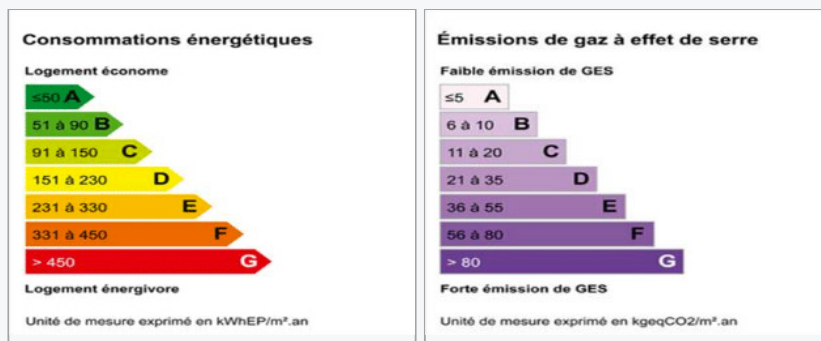 Consommations énergétiques
Logement économe
≤50 A
51 à 90 B
91 à 150 C
151 à 230 D
231 à 330 E
331 à 450 F
> 450 G
Logement énergivore
Unité de mesure exprimé en kWhEP/m².an
Émissions de gaz à effet de serre
Faible émission de GES
≤5 A
6 à 10 B
11 à 20 C
21 à 35 D
36 à 55 E
56 à 80 F
> 80 G
Forte émission de GES
Unité de mesure exprimé en kgeqCO2/m².an